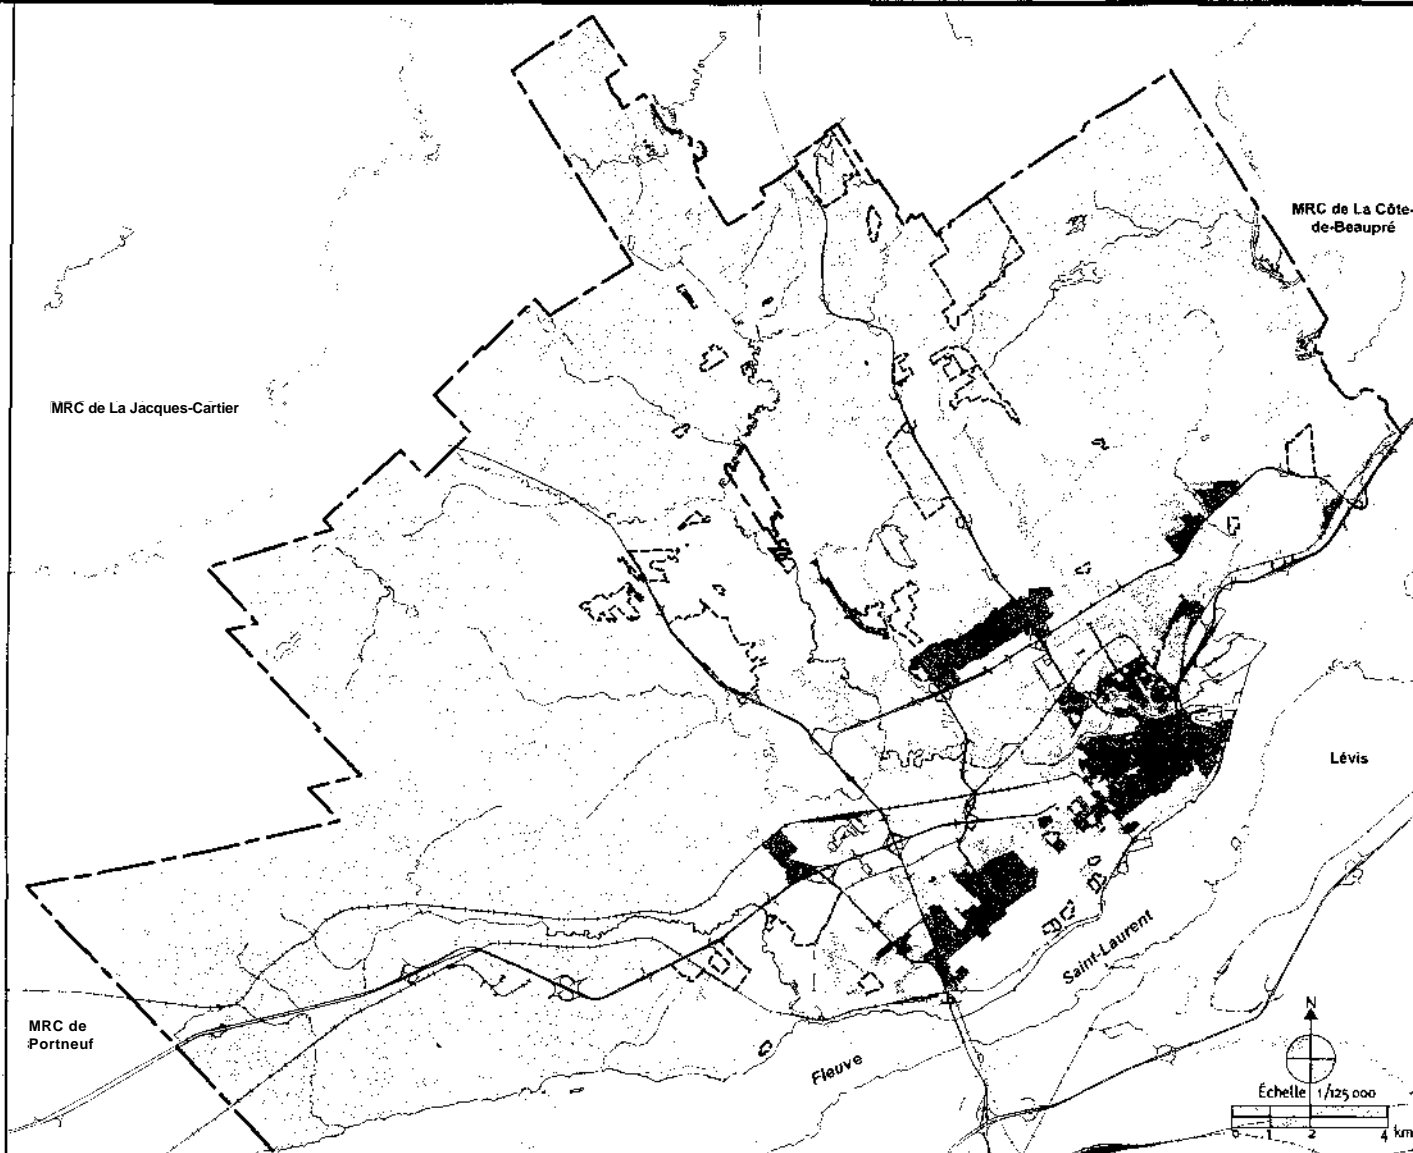 MRC de La Côte-
de-Beaupré
MRC de La Jacques-Cartier
Lévis
Saint-Laurent
MRC de
Portneuf
Fleuve
N
Échelle 1/125 000
0 1 2 4 km